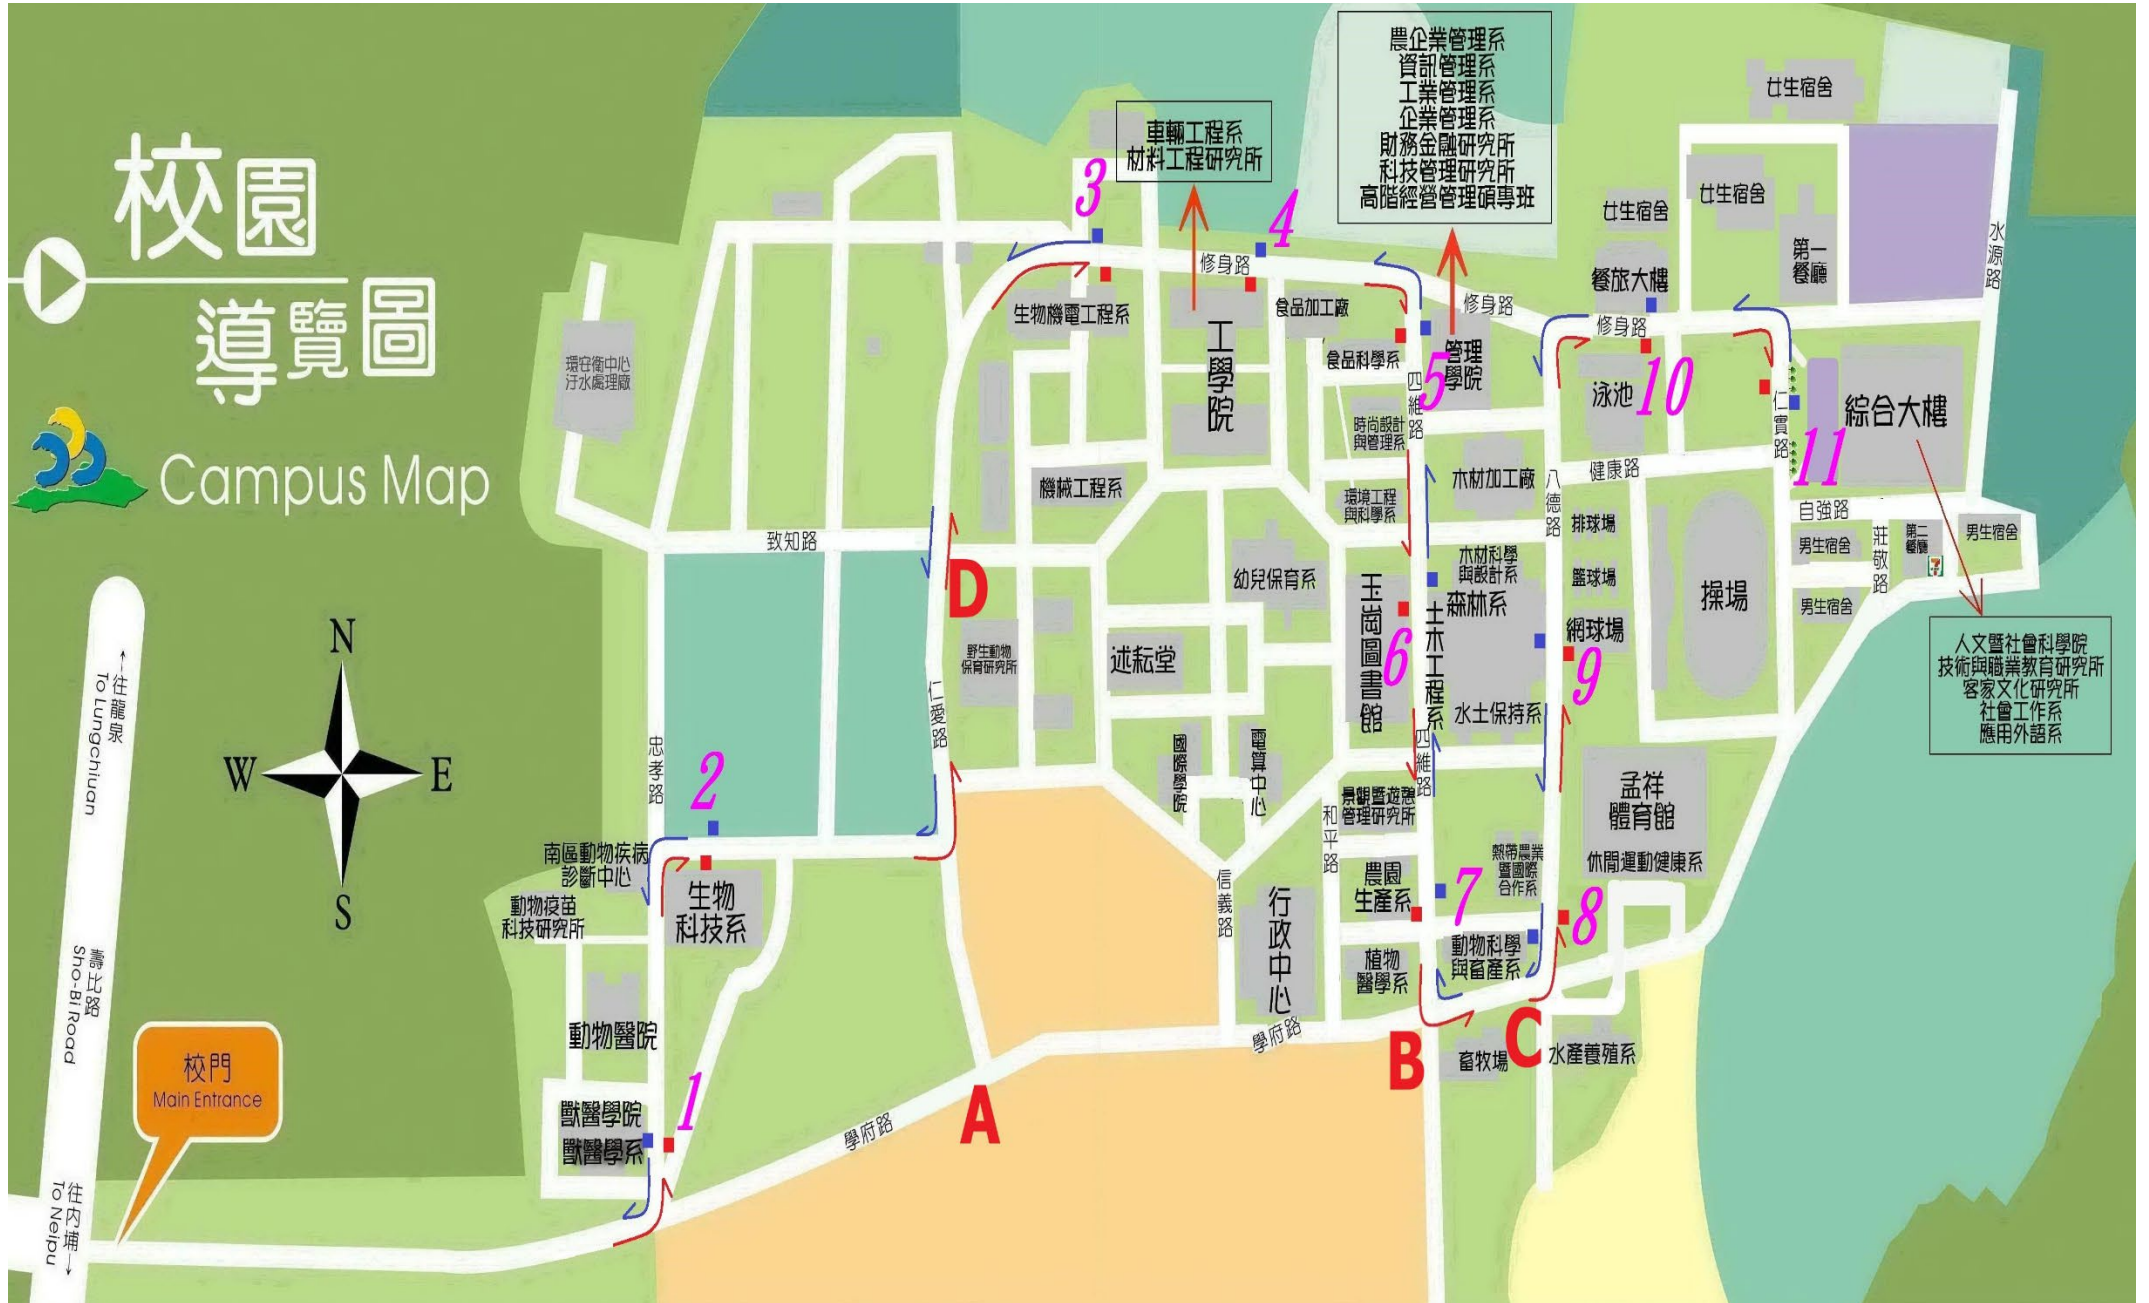 校園
導覽圖
Campus Map
N
W
E
S
←往龍泉
To Lungchiuan
壽比路
Sho-Bi Road
往內埔→
To Neipu
校門
Main Entrance
車輛工程系
材料工程研究所
農企業管理系
資訊管理系
工業管理系
企業管理系
財務金融研究所
科技管理研究所
高階經營管理碩專班
女生宿舍
女生宿舍
女生宿舍
第一
餐廳
水源路
餐旅大樓
3
4
修身路
修身路
修身路
生物機電工程系
食品加工廠
食品科學系
工學院
管理
學院
5
四維路
泳池
10
仁實路
綜合大樓
11
環安衛中心
汙水處理廠
時尚設計
與管理系
機械工程系
環境工程
與科學系
木材加工廠
八德路
健康路
排球場
籃球場
網球場
操場
自強路
男生宿舍
莊敬路
第二
餐廳
男生宿舍
男生宿舍
致知路
D
幼兒保育系
玉崗圖書館
6
土木工程系
木材科學
與設計系
森林系
水土保持系
9
野生動物
保育研究所
述耘堂
仁愛路
忠孝路
國際學院
電算中心
四維路
人文暨社會科學院
技術與職業教育研究所
客家文化研究所
社會工作系
應用外語系
2
南區動物疾病
診斷中心
動物疫苗
科技研究所
生物
科技系
景觀暨遊憩
管理研究所
和平路
農園
生產系
7
熱帶農業
暨國際
合作系
孟祥
體育館
休閒運動健康系
8
信義路
行政中心
植物
醫學系
動物科學
與畜產系
動物醫院
獸醫學院
獸醫學系
1
學府路
學府路
A
B
C
畜牧場
水產養殖系